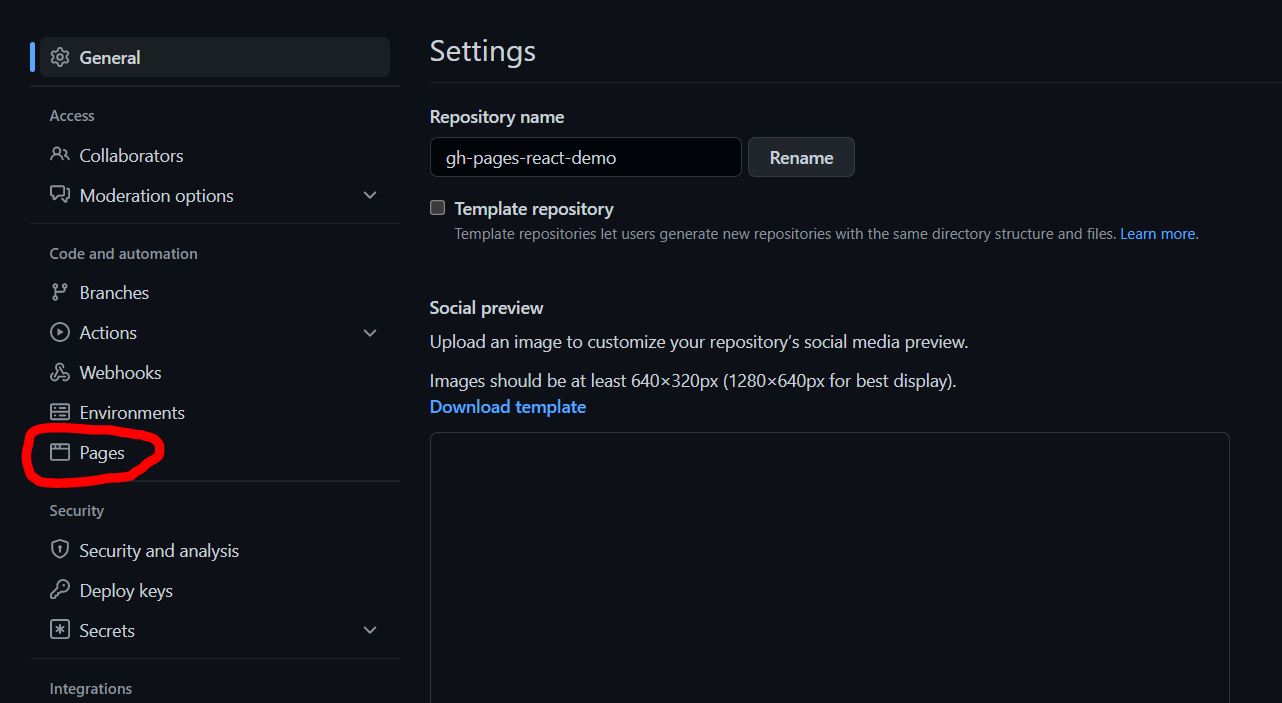 General
Access
Collaborators
Moderation options
Code and automation
Branches
Actions
Webhooks
Environments
Pages
Security
Security and analysis
Deploy keys
Secrets
Integrations
Settings
Repository name
gh-pages-react-demo
Rename
Template repository
Template repositories let users generate new repositories with the same directory structure and files. Learn more.
Social preview
Upload an image to customize your repository’s social media preview.
Images should be at least 640×320px (1280×640px for best display).
Download template